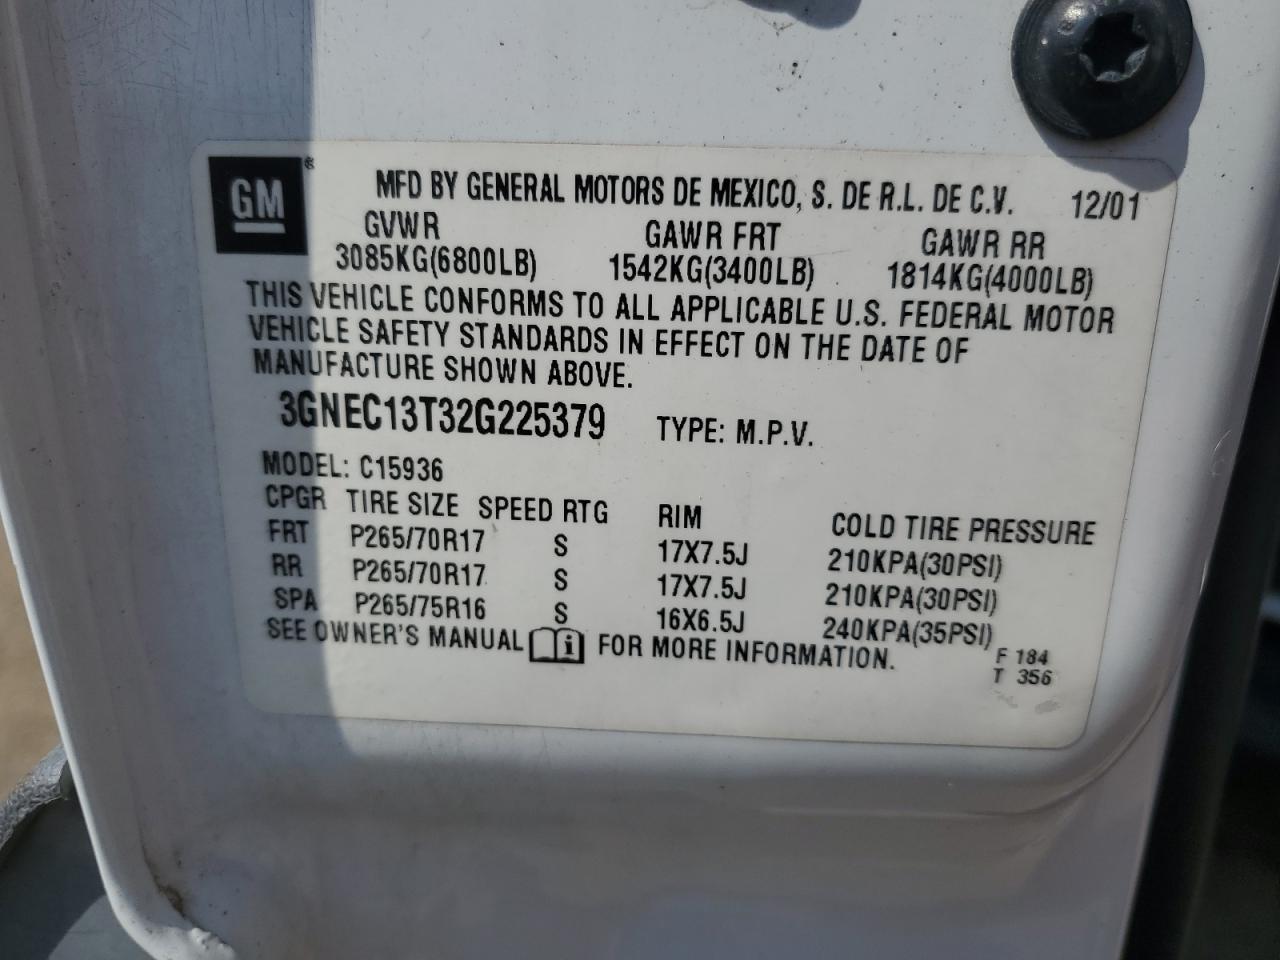 GM®
MFD BY GENERAL MOTORS DE MEXICO, S. DE R.L. DE C.V. 12/01
GVWR GAWR FRT GAWR RR
3085KG(6800LB) 1542KG(3400LB) 1814KG(4000LB)
THIS VEHICLE CONFORMS TO ALL APPLICABLE U.S. FEDERAL MOTOR
VEHICLE SAFETY STANDARDS IN EFFECT ON THE DATE OF
MANUFACTURE SHOWN ABOVE.
3GNEC13T32G225379 TYPE: M.P.V.
MODEL: C15936
CPGR TIRE SIZE SPEED RTG RIM COLD TIRE PRESSURE
FRT P265/70R17 S 17X7.5J 210KPA(30PSI)
RR P265/70R17 S 17X7.5J 210KPA(30PSI)
SPA P265/75R16 S 16X6.5J 240KPA(35PSI)
SEE OWNER'S MANUAL i FOR MORE INFORMATION.
F 184
T 356